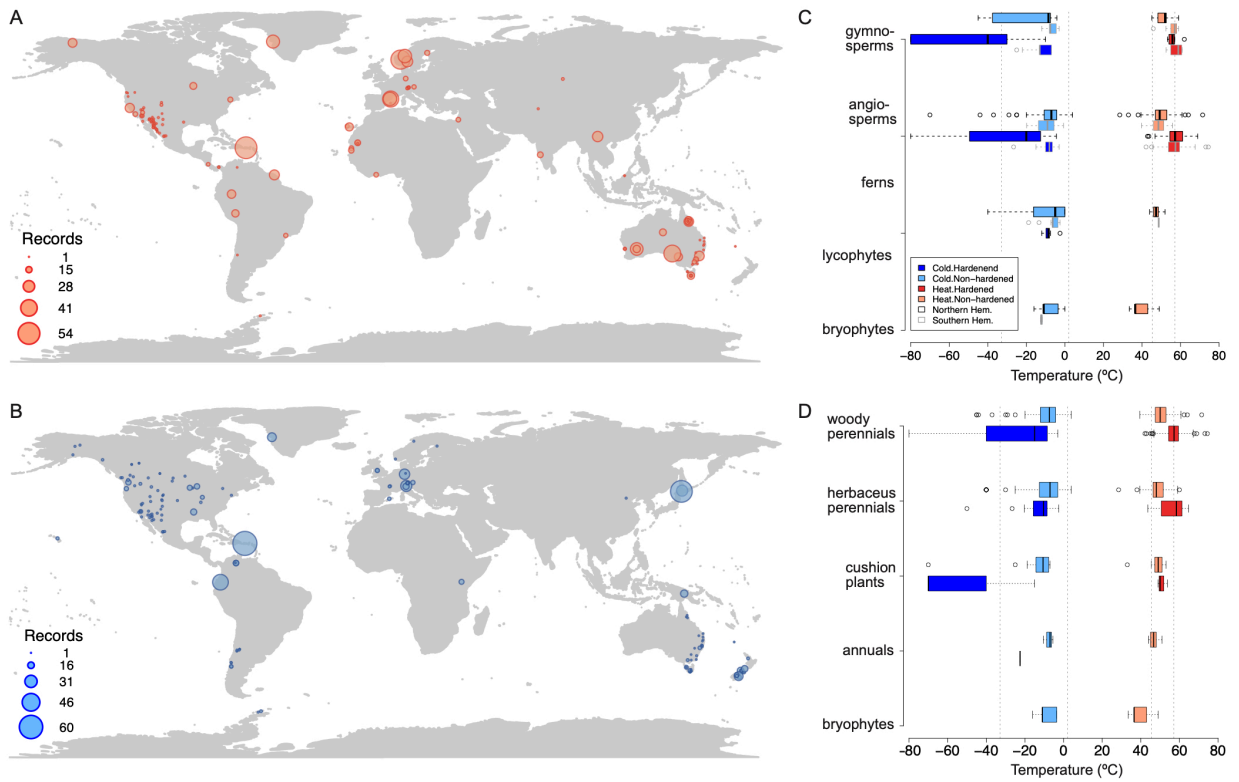 A
Records
1
15
28
41
54
B
Records
1
16
31
46
60
C
gymno-
sperms
angio-
sperms
ferns
lycophytes
bryophytes
Cold.Hardenend
Cold.Non-hardened
Heat.Hardened
Heat.Non-hardened
Northern Hem.
Southern Hem.
−80 −60 −40 −20 0 20 40 60 80
Temperature (ºC)
D
woody
perennials
herbaceus
perennials
cushion
plants
annuals
bryophytes
−80 −60 −40 −20 0 20 40 60 80
Temperature (ºC)